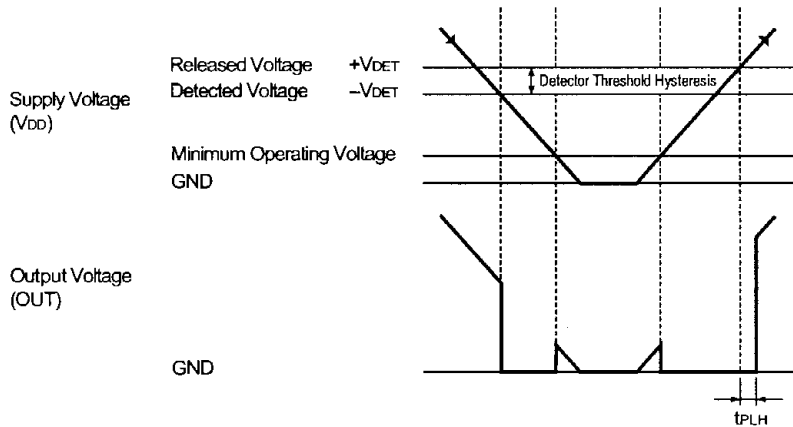 Released Voltage +VDET
Detector Threshold Hysteresis
Detected Voltage –VDET
Supply Voltage
(VDD)
Minimum Operating Voltage
GND
Output Voltage
(OUT)
GND
tPLH